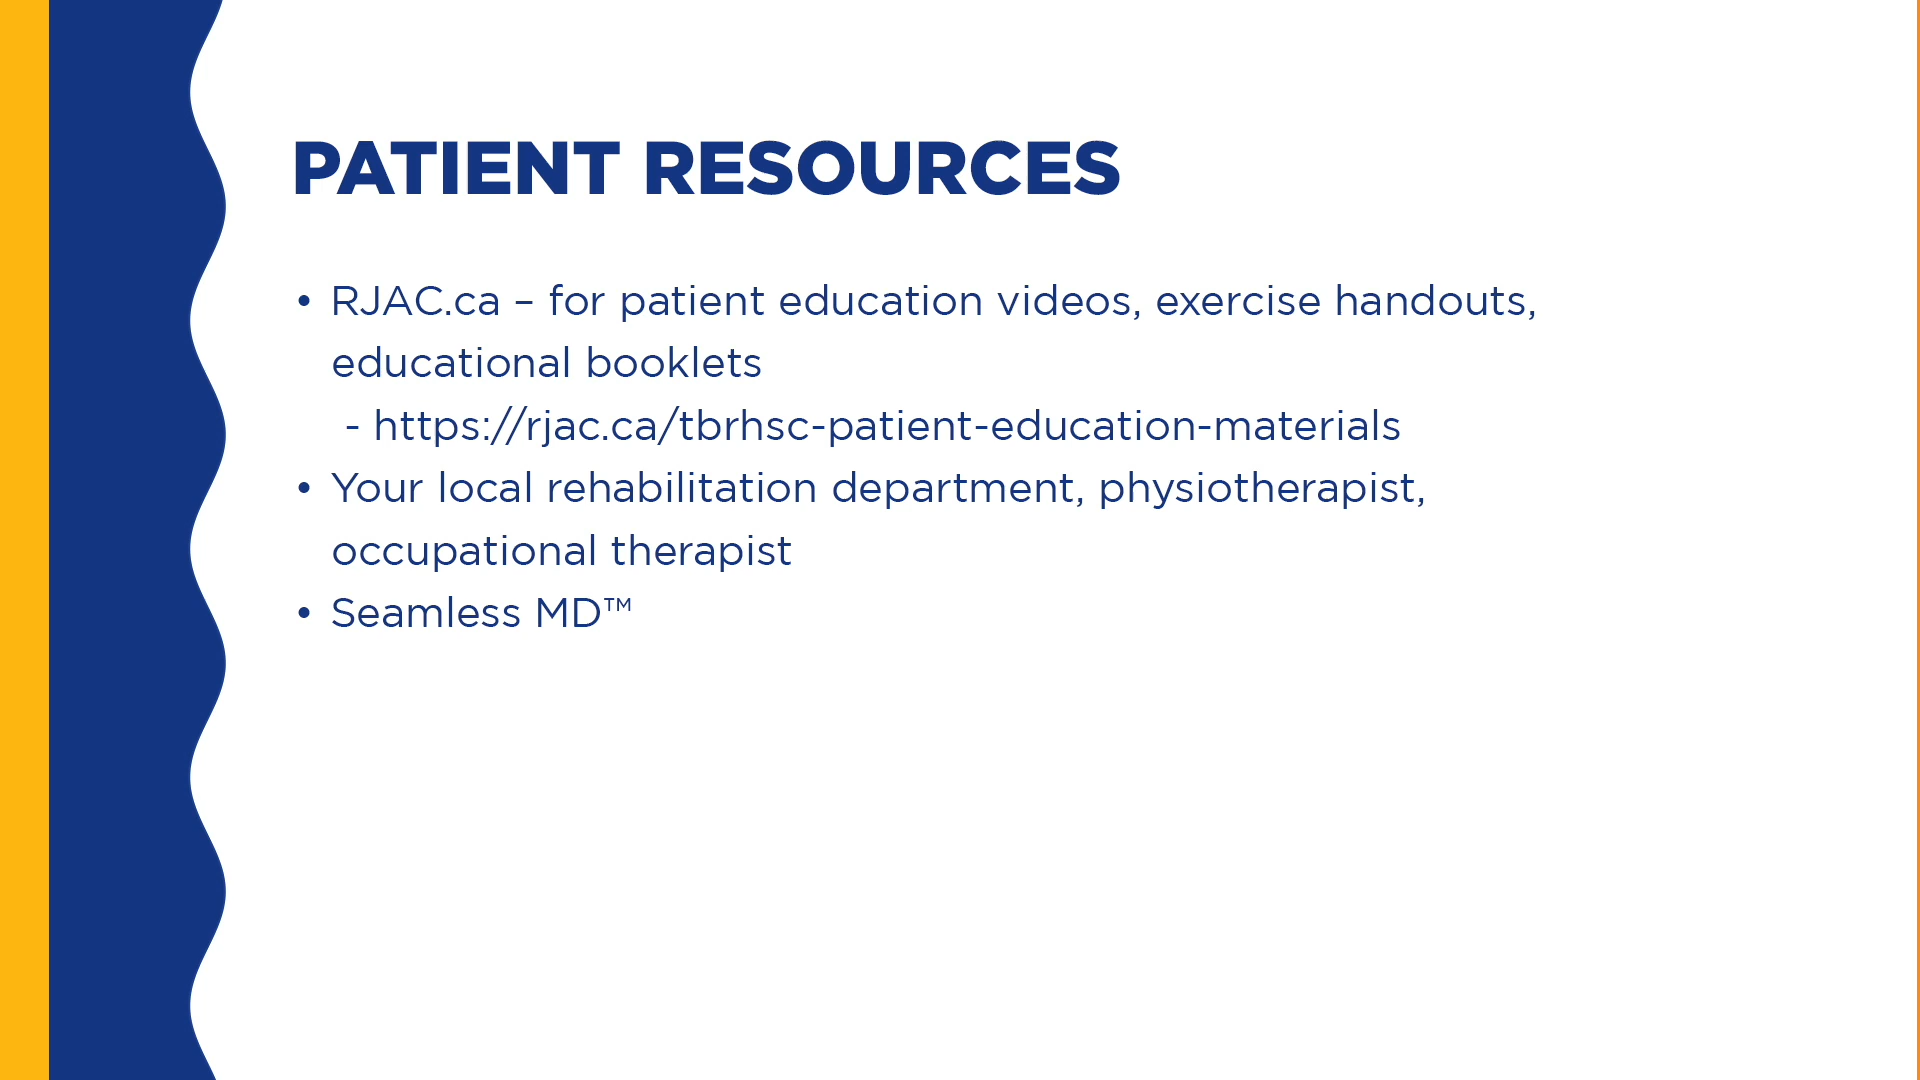 PATIENT RESOURCES
• RJAC.ca – for patient education videos, exercise handouts,
educational booklets
- https://rjac.ca/tbrhsc-patient-education-materials
• Your local rehabilitation department, physiotherapist,
occupational therapist
• Seamless MD™